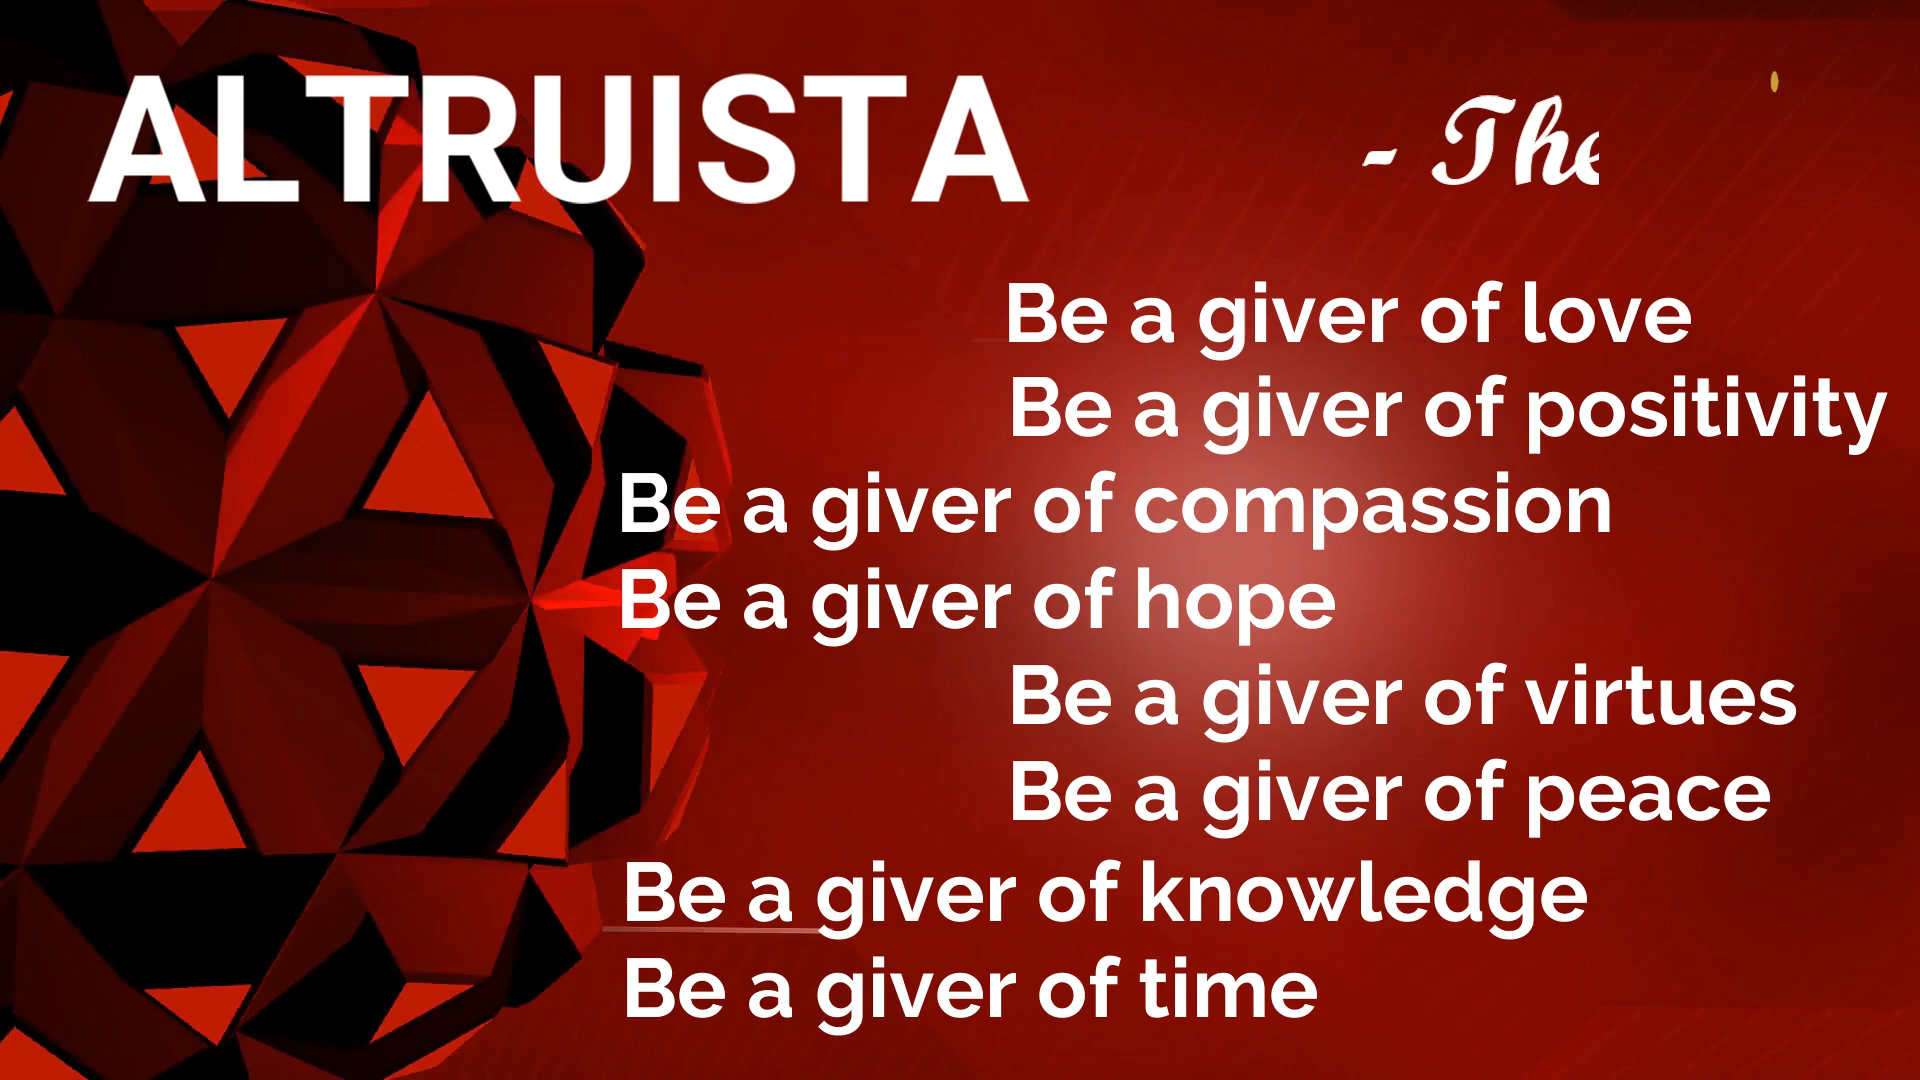 ALTRUISTA - The
Be a giver of love
Be a giver of positivity
Be a giver of compassion
Be a giver of hope
Be a giver of virtues
Be a giver of peace
Be a giver of knowledge
Be a giver of time